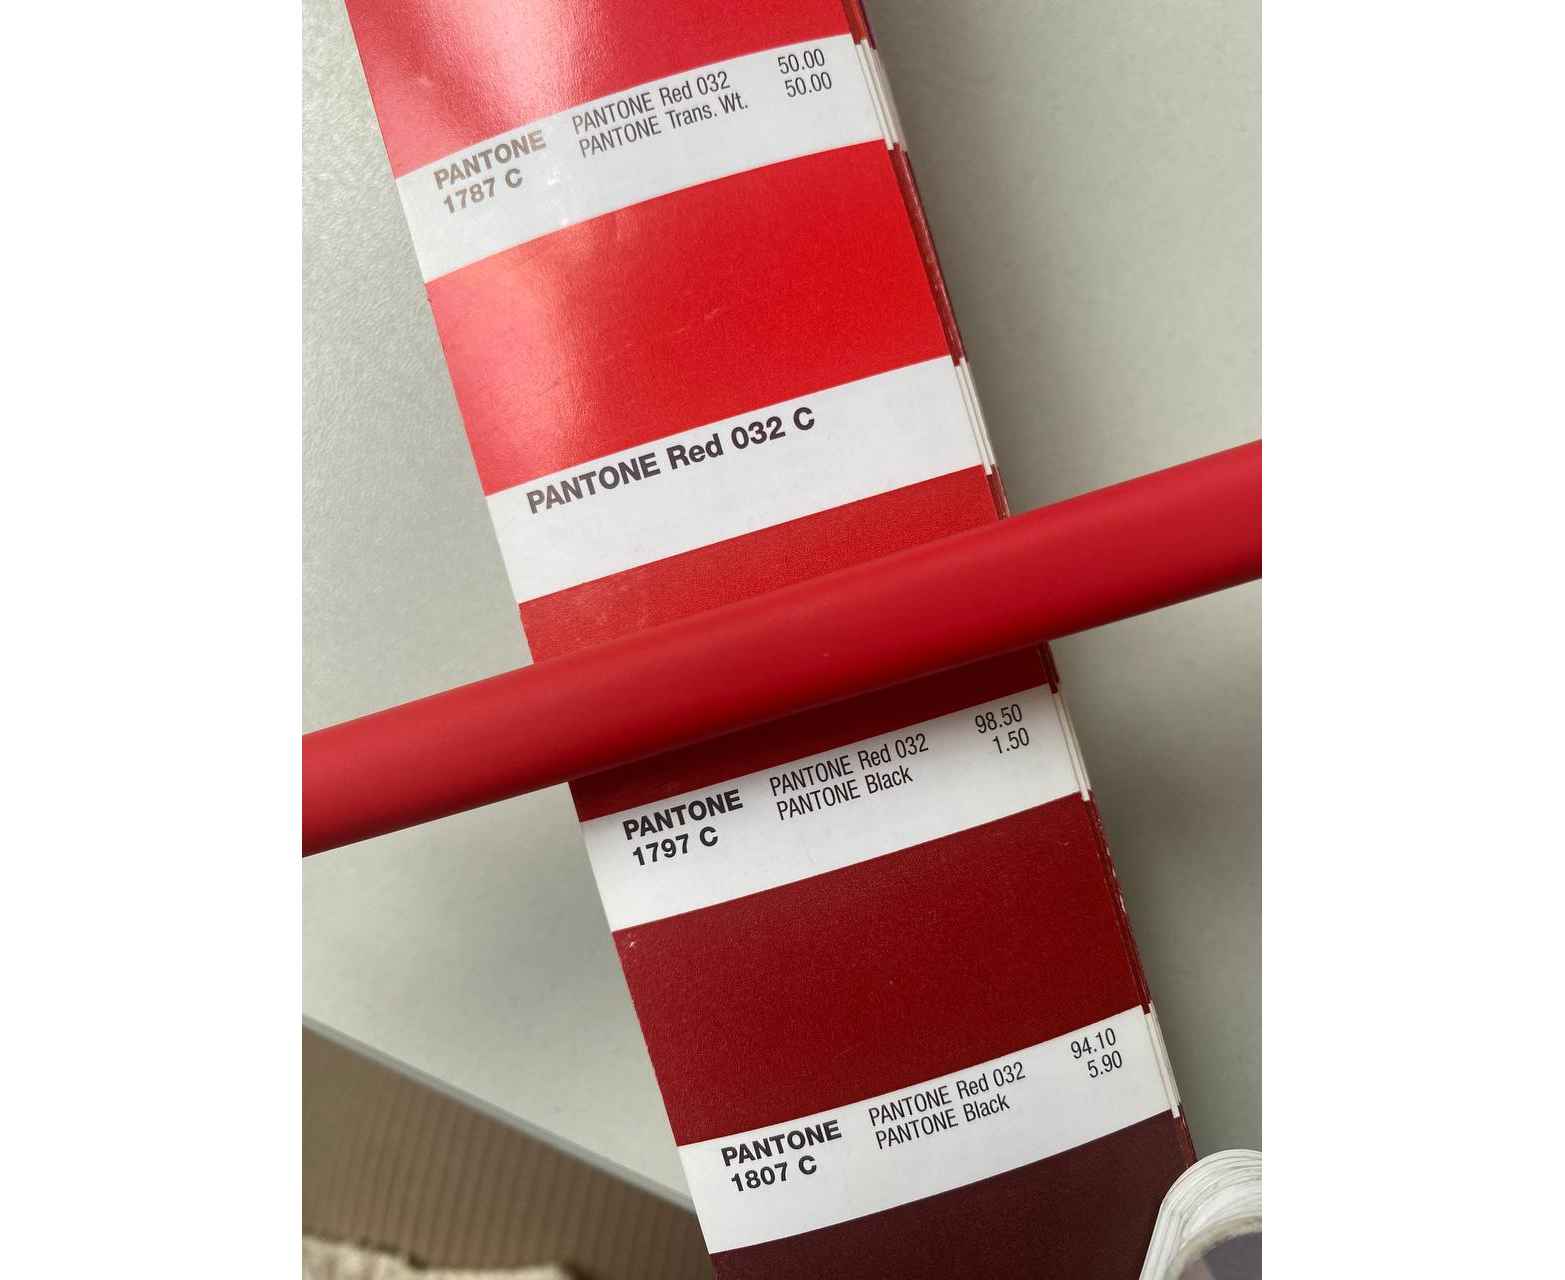 PANTONE
1787 C
PANTONE Red 032 50.00
PANTONE Trans. Wt. 50.00
PANTONE Red 032 C
PANTONE
1797 C
PANTONE Red 032 98.50
PANTONE Black 1.50
PANTONE
1807 C
PANTONE Red 032 94.10
PANTONE Black 5.90